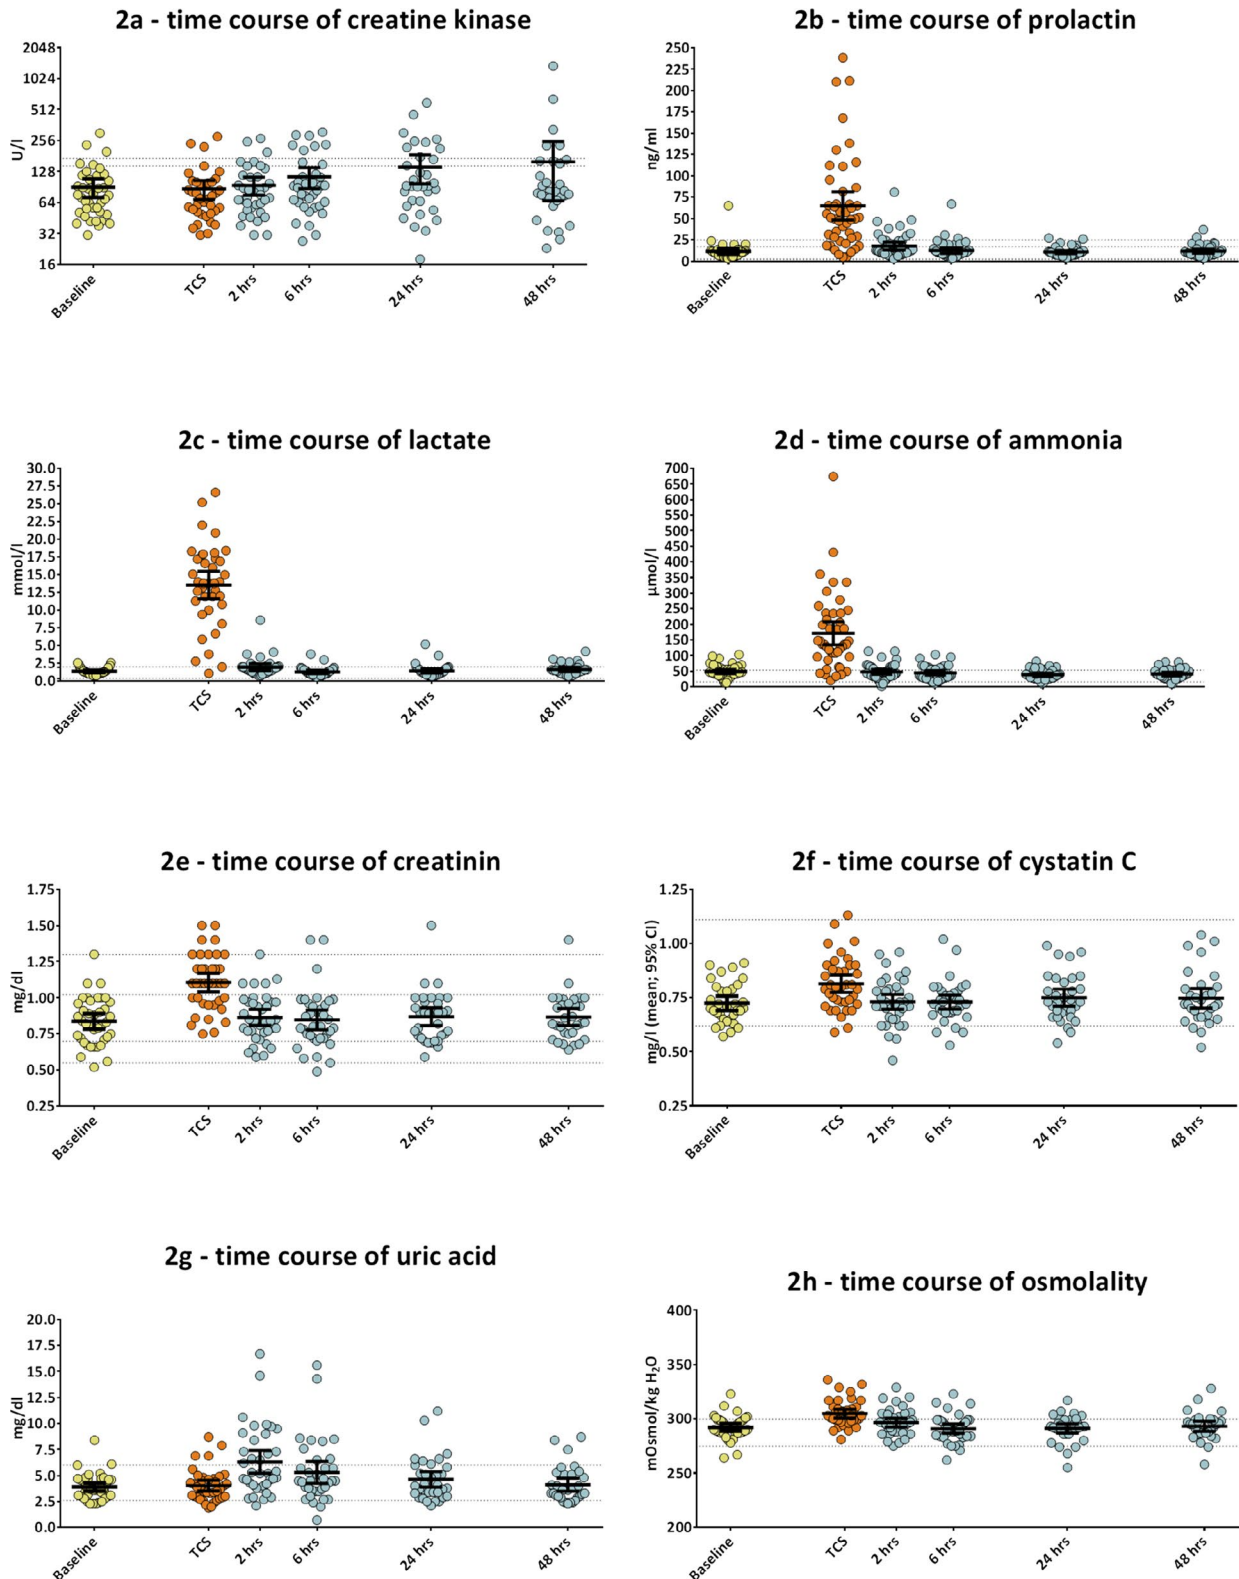 2a - time course of creatine kinase
2048
1024
512
256
128
64
32
16
U/l
Baseline
TCS
2 hrs
6 hrs
24 hrs
48 hrs
2b - time course of prolactin
250
225
200
175
150
125
100
75
50
25
0
ng/ml
Baseline
TCS
2 hrs
6 hrs
24 hrs
48 hrs
2c - time course of lactate
30.0
27.5
25.0
22.5
20.0
17.5
15.0
12.5
10.0
7.5
5.0
2.5
0.0
mmol/l
Baseline
TCS
2 hrs
6 hrs
24 hrs
48 hrs
2d - time course of ammonia
700
650
600
550
500
450
400
350
300
250
200
150
100
50
0
µmol/l
Baseline
TCS
2 hrs
6 hrs
24 hrs
48 hrs
2e - time course of creatinin
1.75
1.50
1.25
1.00
0.75
0.50
0.25
mg/dl
Baseline
TCS
2 hrs
6 hrs
24 hrs
48 hrs
2f - time course of cystatin C
1.25
1.00
0.75
0.50
0.25
mg/l (mean; 95% CI)
Baseline
TCS
2 hrs
6 hrs
24 hrs
48 hrs
2g - time course of uric acid
20.0
17.5
15.0
12.5
10.0
7.5
5.0
2.5
0.0
mg/dl
Baseline
TCS
2 hrs
6 hrs
24 hrs
48 hrs
2h - time course of osmolality
400
350
300
250
200
mOsmol/kg H₂O
Baseline
TCS
2 hrs
6 hrs
24 hrs
48 hrs